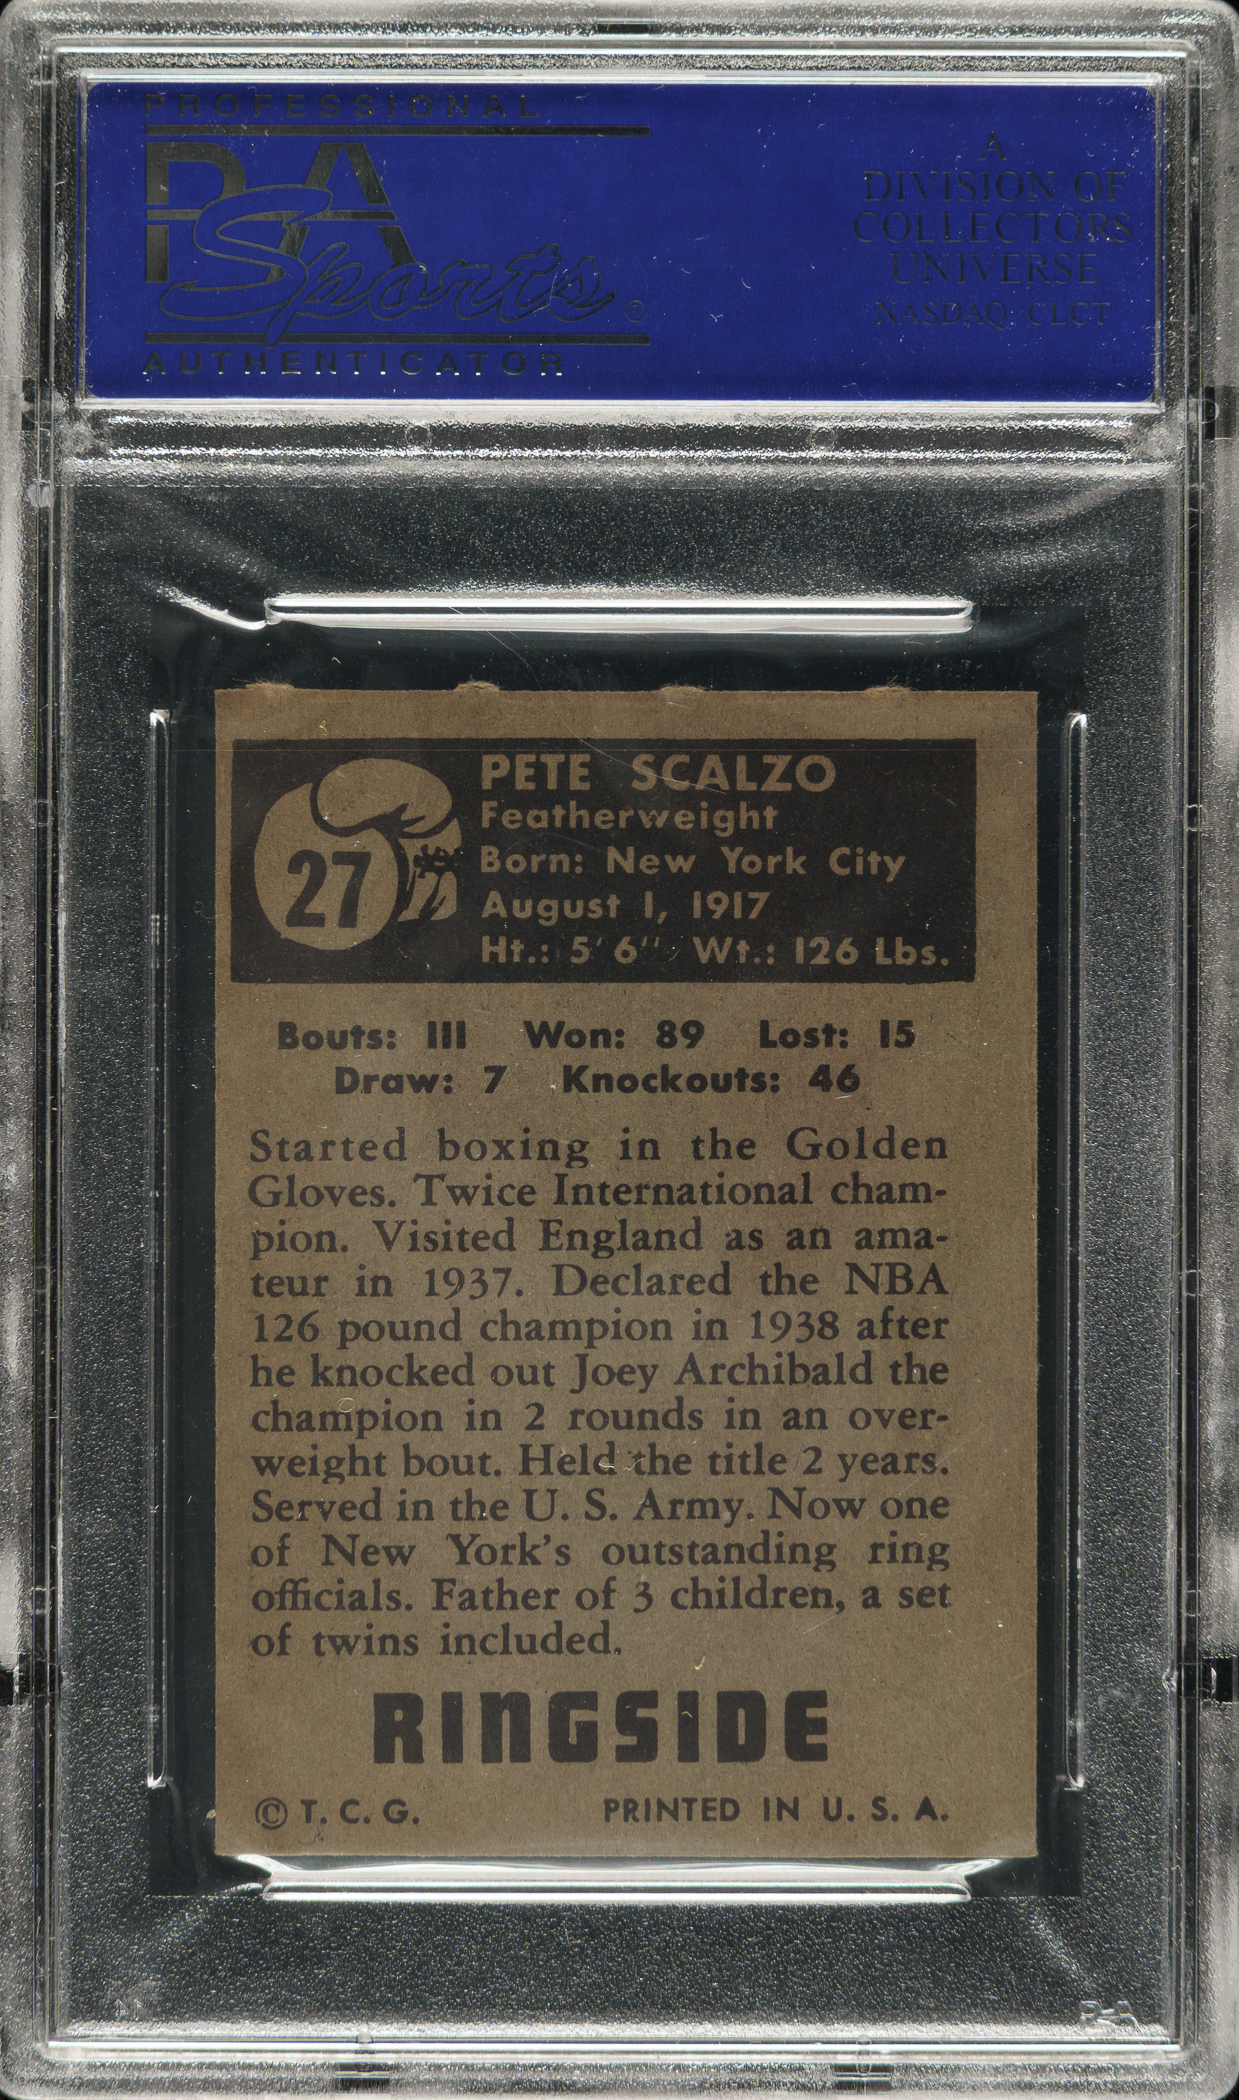 PROFESSIONAL
PSA
Sports®
AUTHENTICATOR
A
DIVISION OF
COLLECTORS
UNIVERSE
NASDAQ: CLCT
27
PETE SCALZO
Featherweight
Born: New York City
August 1, 1917
Ht.: 5' 6" Wt.: 126 Lbs.
Bouts: 111 Won: 89 Lost: 15
Draw: 7 Knockouts: 46
Started boxing in the Golden
Gloves. Twice International cham-
pion. Visited England as an ama-
teur in 1937. Declared the NBA
126 pound champion in 1938 after
he knocked out Joey Archibald the
champion in 2 rounds in an over-
weight bout. Held the title 2 years.
Served in the U. S. Army. Now one
of New York's outstanding ring
officials. Father of 3 children, a set
of twins included.
RINGSIDE
© T. C. G. PRINTED IN U. S. A.
PSA